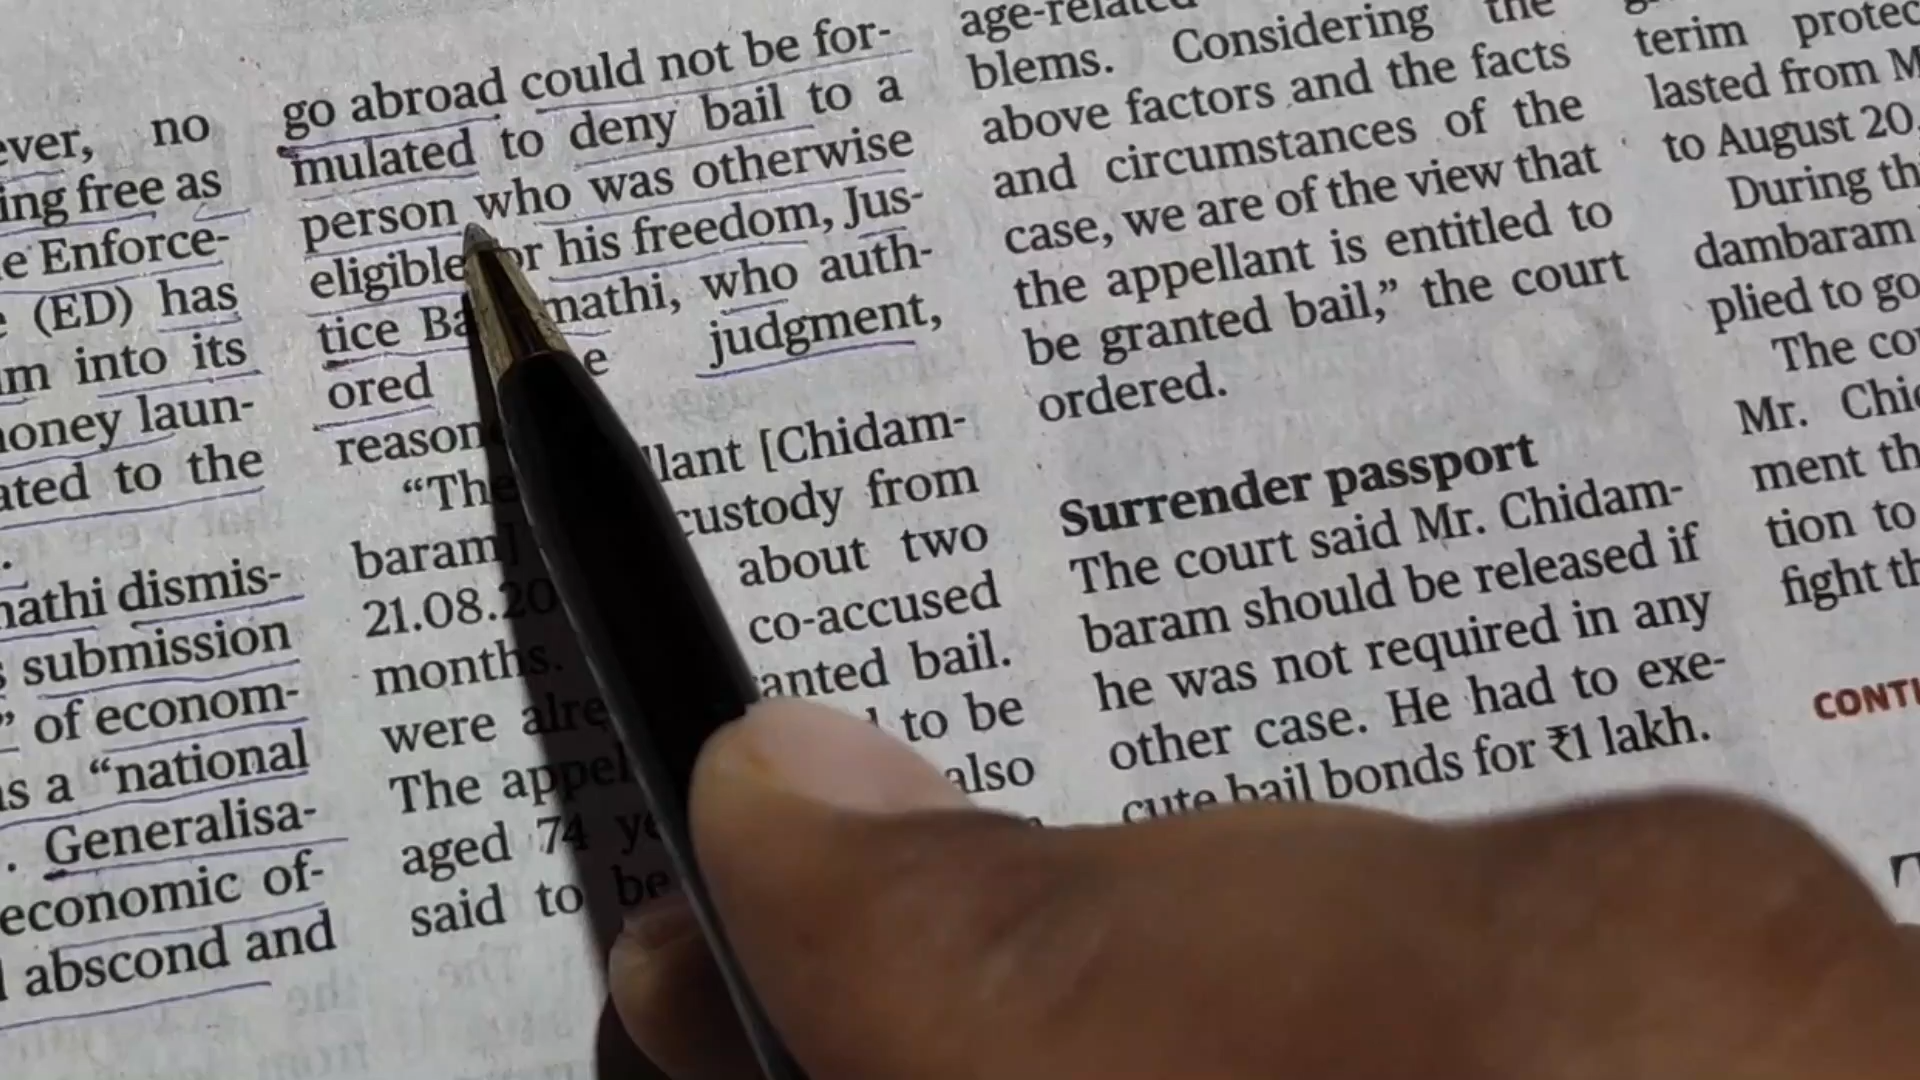 ever, no
ing free as
e Enforce-
(ED) has
m into its
oney laun-
ated to the
mathi dismis-
submission
” of econom-
as a “national
. Generalisa-
economic of-
abscond and
go abroad could not be for-
mulated to deny bail to a
person who was otherwise
eligible or his freedom, Jus-
tice Ba mathi, who auth-
ored e judgment,
reason
“The llant [Chidam-
baram] custody from
21.08.20 about two
months. co-accused
were alre anted bail.
The appel to be
aged 74 ye also
said to be
age-related
blems. Considering the
above factors and the facts
and circumstances of the
case, we are of the view that
the appellant is entitled to
be granted bail,” the court
ordered.
Surrender passport
The court said Mr. Chidam-
baram should be released if
he was not required in any
other case. He had to exe-
cute bail bonds for ₹1 lakh.
terim protec
lasted from M
to August 20,
During th
dambaram
plied to go
The cou
Mr. Chid
ment th
tion to
fight th
CONTI